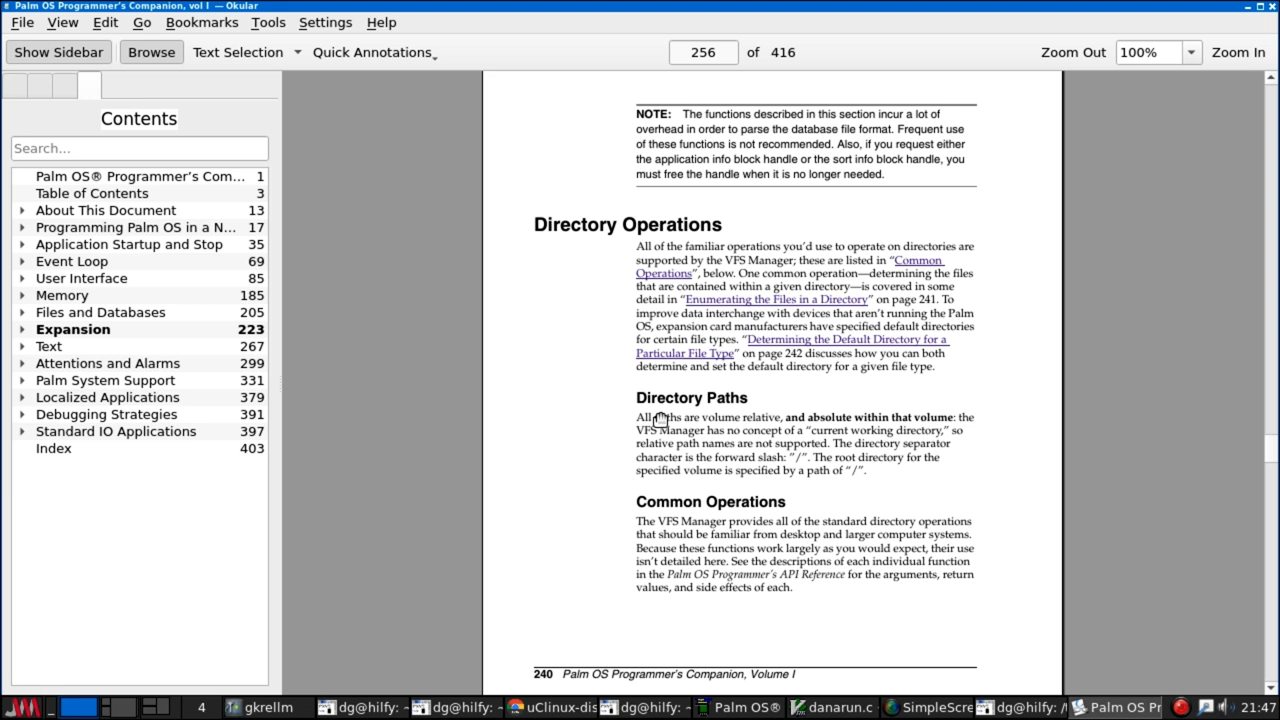 Palm OS Programmer's Companion, vol I — Okular
File View Edit Go Bookmarks Tools Settings Help
Show Sidebar Browse Text Selection Quick Annotations 256 of 416 Zoom Out 100% Zoom In
Contents
Search...
Palm OS® Programmer's Com... 1
Table of Contents 3
About This Document 13
Programming Palm OS in a N... 17
Application Startup and Stop 35
Event Loop 69
User Interface 85
Memory 185
Files and Databases 205
Expansion 223
Text 267
Attentions and Alarms 299
Palm System Support 331
Localized Applications 379
Debugging Strategies 391
Standard IO Applications 397
Index 403
NOTE: The functions described in this section incur a lot of
overhead in order to parse the database file format. Frequent use
of these functions is not recommended. Also, if you request either
the application info block handle or the sort info block handle, you
must free the handle when it is no longer needed.
Directory Operations
All of the familiar operations you'd use to operate on directories are
supported by the VFS Manager; these are listed in “Common
Operations”, below. One common operation—determining the files
that are contained within a given directory—is covered in some
detail in “Enumerating the Files in a Directory” on page 241. To
improve data interchange with devices that aren't running the Palm
OS, expansion card manufacturers have specified default directories
for certain file types. “Determining the Default Directory for a
Particular File Type” on page 242 discusses how you can both
determine and set the default directory for a given file type.
Directory Paths
All paths are volume relative, and absolute within that volume: the
VFS Manager has no concept of a “current working directory,” so
relative path names are not supported. The directory separator
character is the forward slash: “/”. The root directory for the
specified volume is specified by a path of “/”.
Common Operations
The VFS Manager provides all of the standard directory operations
that should be familiar from desktop and larger computer systems.
Because these functions work largely as you would expect, their use
isn't detailed here. See the descriptions of each individual function
in the Palm OS Programmer's API Reference for the arguments, return
values, and side effects of each.
240 Palm OS Programmer's Companion, Volume I
4 gkrellm dg@hilfy: dg@hilfy: uClinux-dis dg@hilfy: Palm OS® danarun.c SimpleScre dg@hilfy: /l Palm OS Pr 21:47